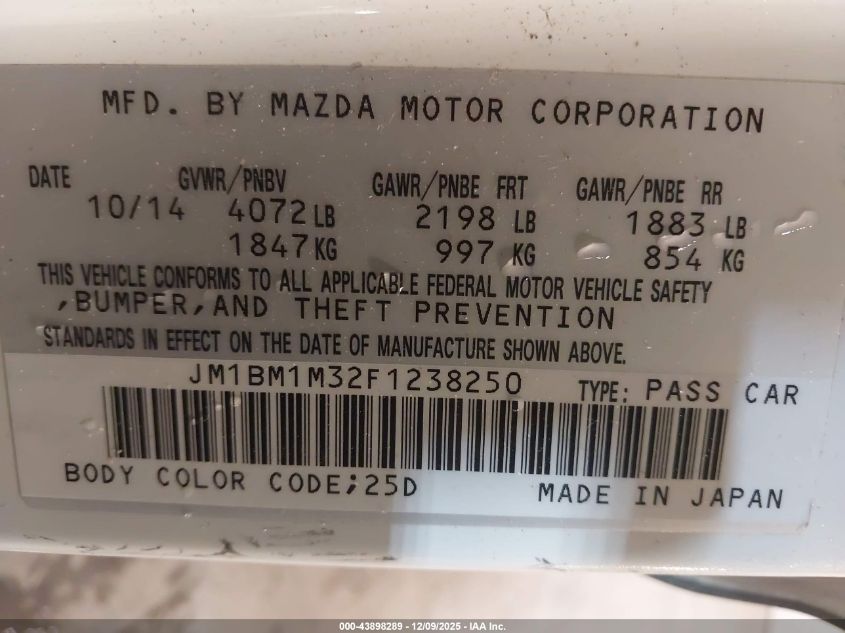 MFD. BY MAZDA MOTOR CORPORATION
DATE GVWR/PNBV GAWR/PNBE FRT GAWR/PNBE RR
10/14 4072 LB 2198 LB 1883 LB
1847 KG 997 KG 854 KG
THIS VEHICLE CONFORMS TO ALL APPLICABLE FEDERAL MOTOR VEHICLE SAFETY
,BUMPER,AND THEFT PREVENTION
STANDARDS IN EFFECT ON THE DATE OF MANUFACTURE SHOWN ABOVE.
JM1BM1M32F1238250 TYPE: PASS CAR
BODY COLOR CODE;25D MADE IN JAPAN
000-43898289 - 12/09/2025 - IAA Inc.